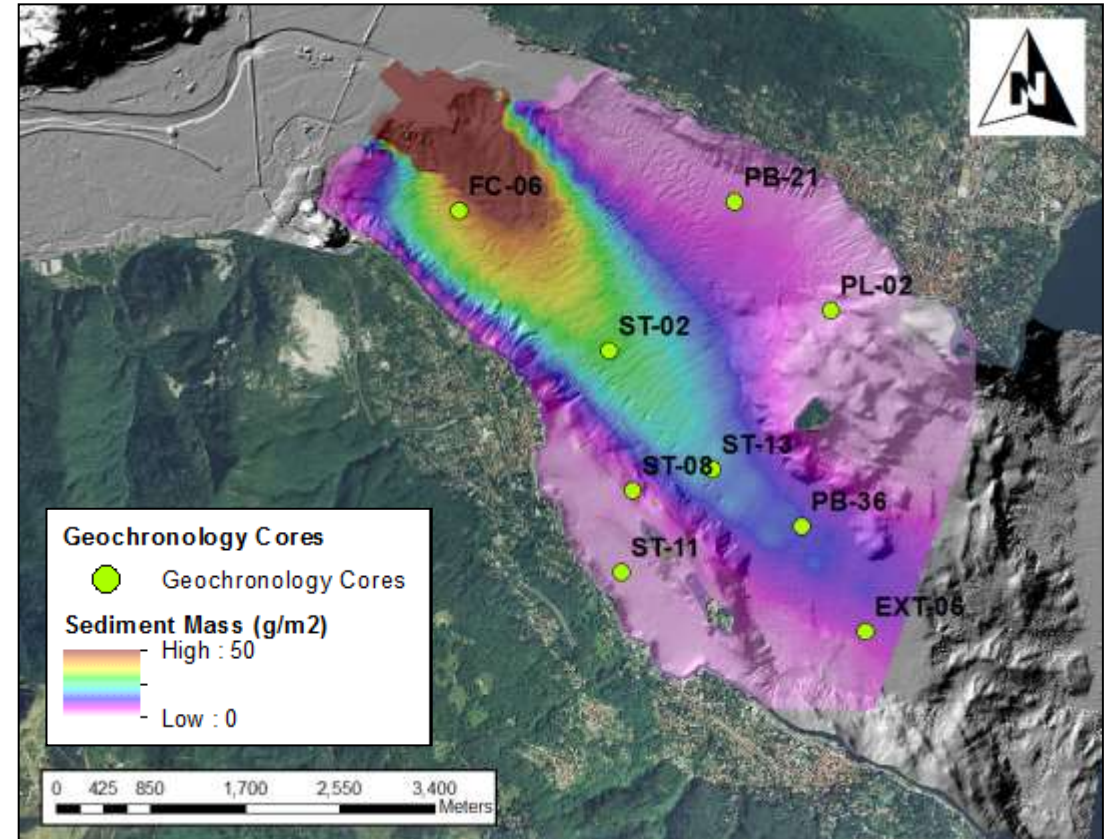 N
PB-21
FC-06
PL-02
ST-02
ST-13
ST-08
PB-36
ST-11
EXT-05
Geochronology Cores
Geochronology Cores
Sediment Mass (g/m2)
High : 50
Low : 0
0 425 850 1,700 2,550 3,400
Meters